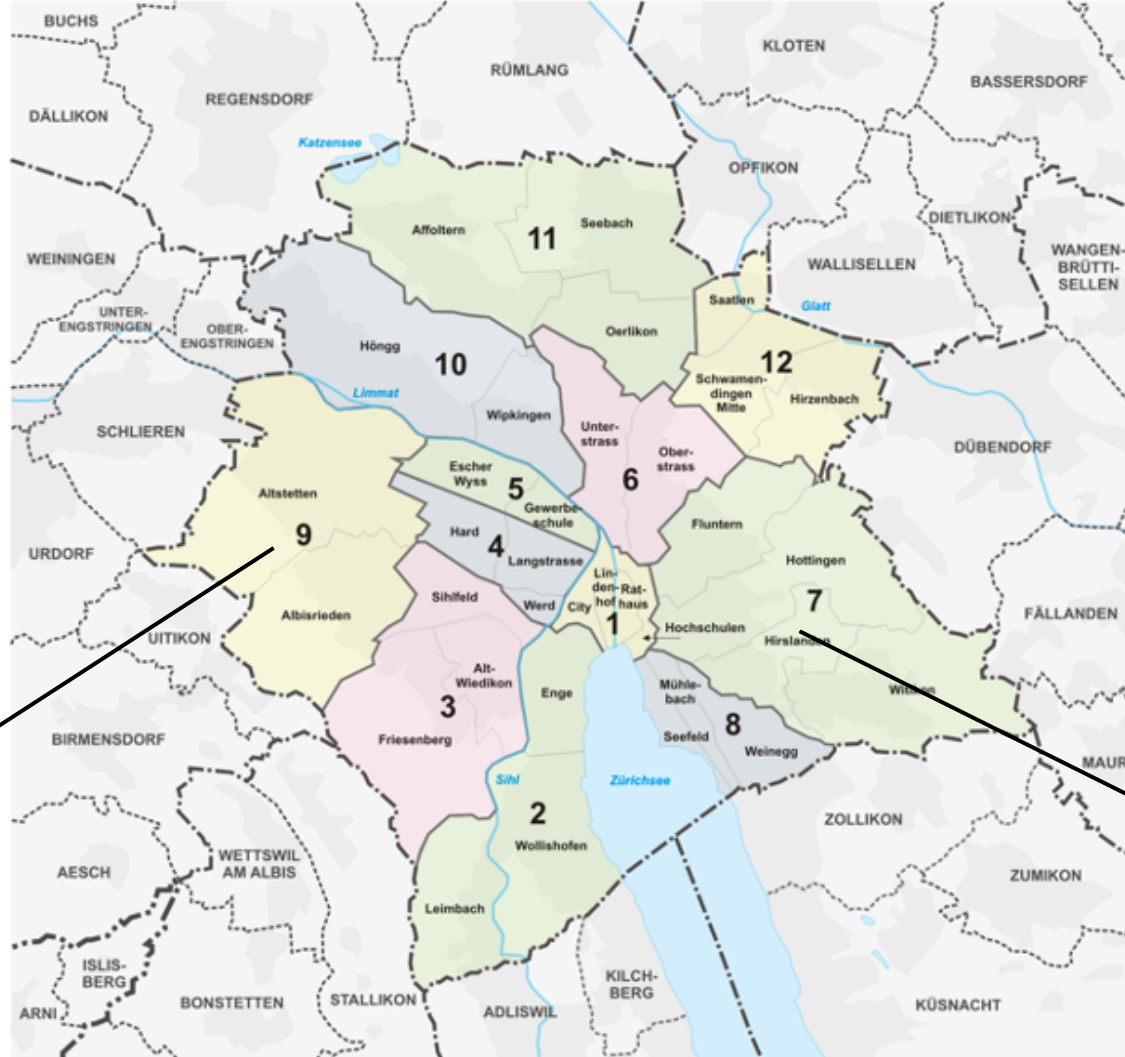 BUCHS
KLOTEN
RÜMLANG
BASSERSDORF
REGENSDORF
DÄLLIKON
Katzensee
OPFIKON
DIETLIKON
Affoltern
Seebach
11
WEININGEN
WALLISELLEN
WANGEN-
BRÜTTI-
SELLEN
Saatlen
Glatt
UNTER-
ENGSTRINGEN
OBER-
ENGSTRINGEN
Oerlikon
Höngg
10
12
Schwamen-
dingen
Mitte
Hirzenbach
Limmat
Wipkingen
SCHLIEREN
Unter-
strass
Ober-
strass
6
DÜBENDORF
Escher
Wyss
5
Altstetten
Gewerbe-
schule
9
Hard
4
Langstrasse
Fluntern
URDORF
Hottingen
Lin-
den-
hof
Rat-
haus
Sihlfeld
Werd
City
1
7
Albisrieden
FÄLLANDEN
UITIKON
Hochschulen
Hirslanden
Alt-
Wiedikon
Enge
Mühle-
bach
Witikon
3
8
BIRMENSDORF
Friesenberg
Seefeld
Weinegg
MAUR
Sihl
Zürichsee
2
ZOLLIKON
Wollishofen
WETTSWIL
AM ALBIS
AESCH
ZUMIKON
Leimbach
ISLIS-
BERG
KILCH-
BERG
ARNI
BONSTETTEN
STALLIKON
ADLISWIL
KÜSNACHT